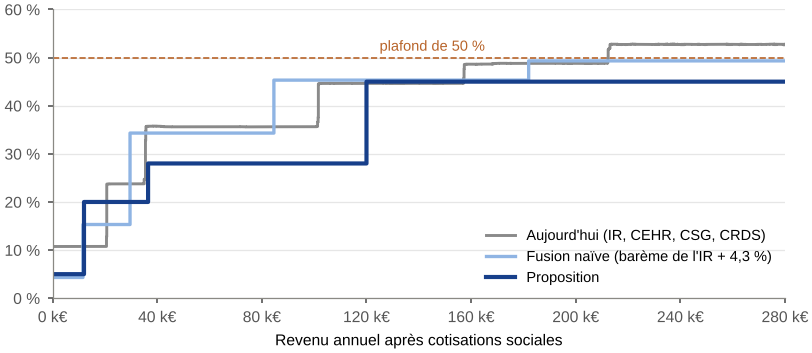 60 %
plafond de 50 %
50 %
40 %
30 %
20 %
Aujourd'hui (IR, CEHR, CSG, CRDS)
Fusion naïve (barème de l'IR + 4,3 %)
10 %
Proposition
0 %
0 k€ 40 k€ 80 k€ 120 k€ 160 k€ 200 k€ 240 k€ 280 k€
Revenu annuel après cotisations sociales